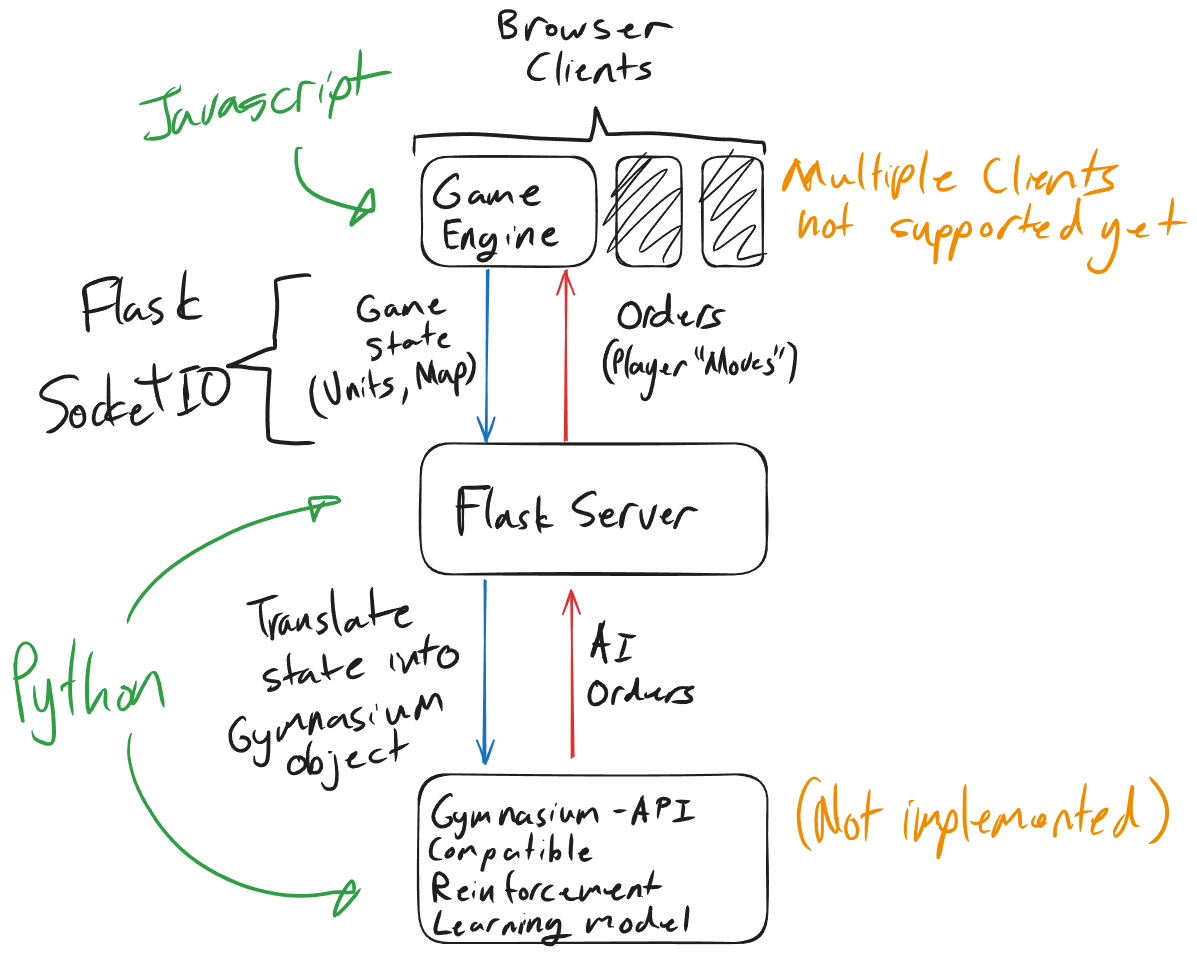 Browser
Clients
Javascript
Game
Engine
Multiple Clients
not supported yet
Flask
SocketIO
Game
State
(Units, Map)
Orders
(Player "Moves")
Flask Server
Python
Translate
state into
Gymnasium
object
AI
Orders
Gymnasium-API
Compatible
Reinforcement
Learning model
(Not implemented)